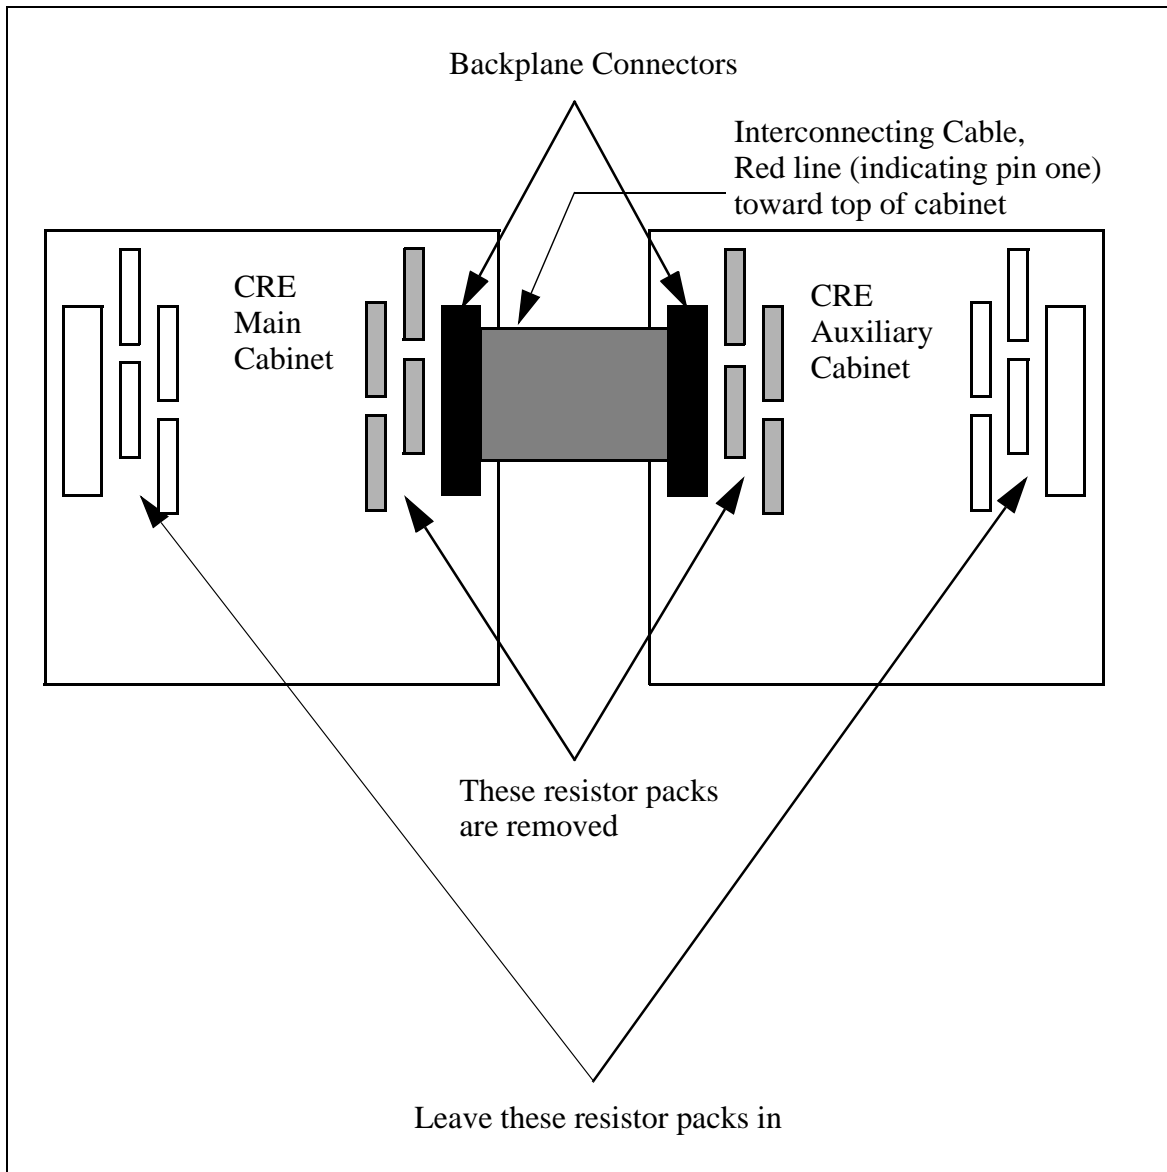 Backplane Connectors
Interconnecting Cable,
Red line (indicating pin one)
toward top of cabinet
CRE
Main
Cabinet
CRE
Auxiliary
Cabinet
These resistor packs
are removed
Leave these resistor packs in